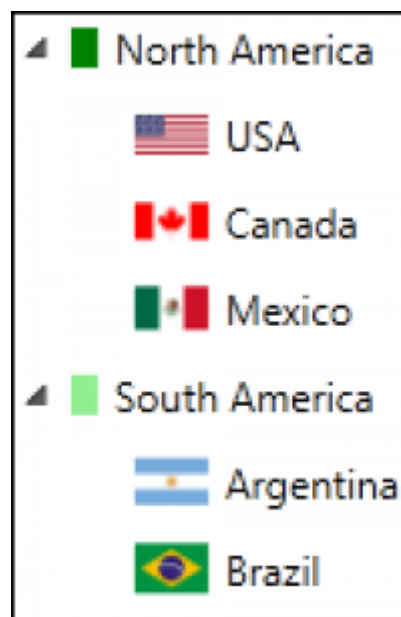 North America
USA
Canada
Mexico
South America
Argentina
Brazil